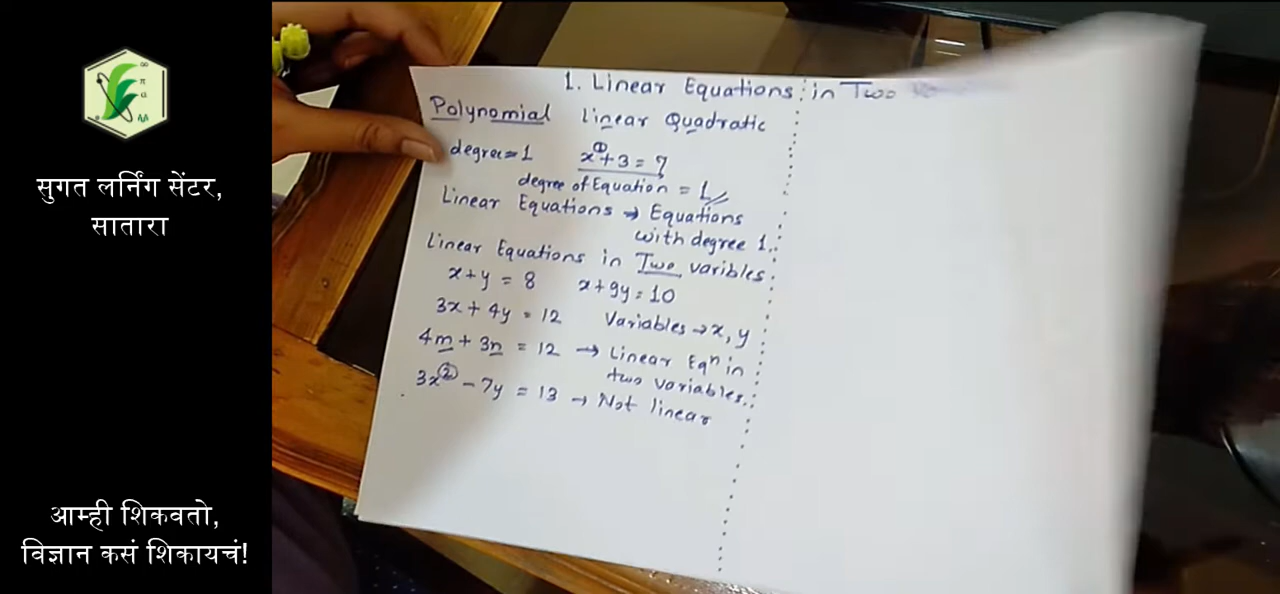 सुगत लर्निंग सेंटर,
सातारा
आम्ही शिकवतो,
विज्ञान कसं शिकायचं!
1. Linear Equations in Two
Polynomial linear Quadratic
degree=1 x¹+3=7
degree of Equation = 1
Linear Equations → Equations
with degree 1.
Linear Equations in Two varibles
x+y = 8 x+9y=10
3x+4y = 12 Variables → x, y
4m + 3n = 12 → Linear Eqⁿ in
two variables.
3x² - 7y = 13 → Not linear